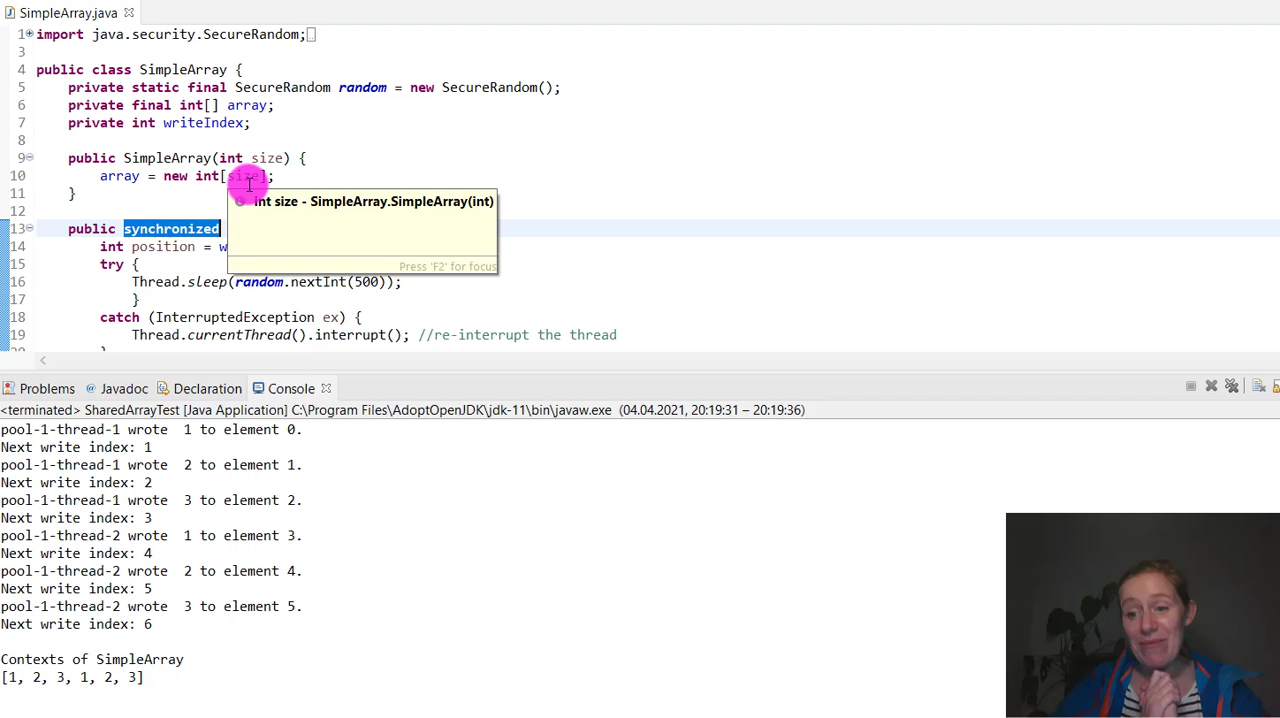 SimpleArray.java
1 import java.security.SecureRandom;
3
4 public class SimpleArray {
5 private static final SecureRandom random = new SecureRandom();
6 private final int[] array;
7 private int writeIndex;
8
9 public SimpleArray(int size) {
10 array = new int[size];
11 }
12
int size - SimpleArray.SimpleArray(int)
Press 'F2' for focus
13 public synchronized
14 int position = w
15 try {
16 Thread.sleep(random.nextInt(500));
17 }
18 catch (InterruptedException ex) {
19 Thread.currentThread().interrupt(); //re-interrupt the thread
Problems Javadoc Declaration Console
<terminated> SharedArrayTest [Java Application] C:\Program Files\AdoptOpenJDK\jdk-11\bin\javaw.exe (04.04.2021, 20:19:31 – 20:19:36)
pool-1-thread-1 wrote  1 to element 0.
Next write index: 1
pool-1-thread-1 wrote  2 to element 1.
Next write index: 2
pool-1-thread-1 wrote  3 to element 2.
Next write index: 3
pool-1-thread-2 wrote  1 to element 3.
Next write index: 4
pool-1-thread-2 wrote  2 to element 4.
Next write index: 5
pool-1-thread-2 wrote  3 to element 5.
Next write index: 6
Contexts of SimpleArray
[1, 2, 3, 1, 2, 3]